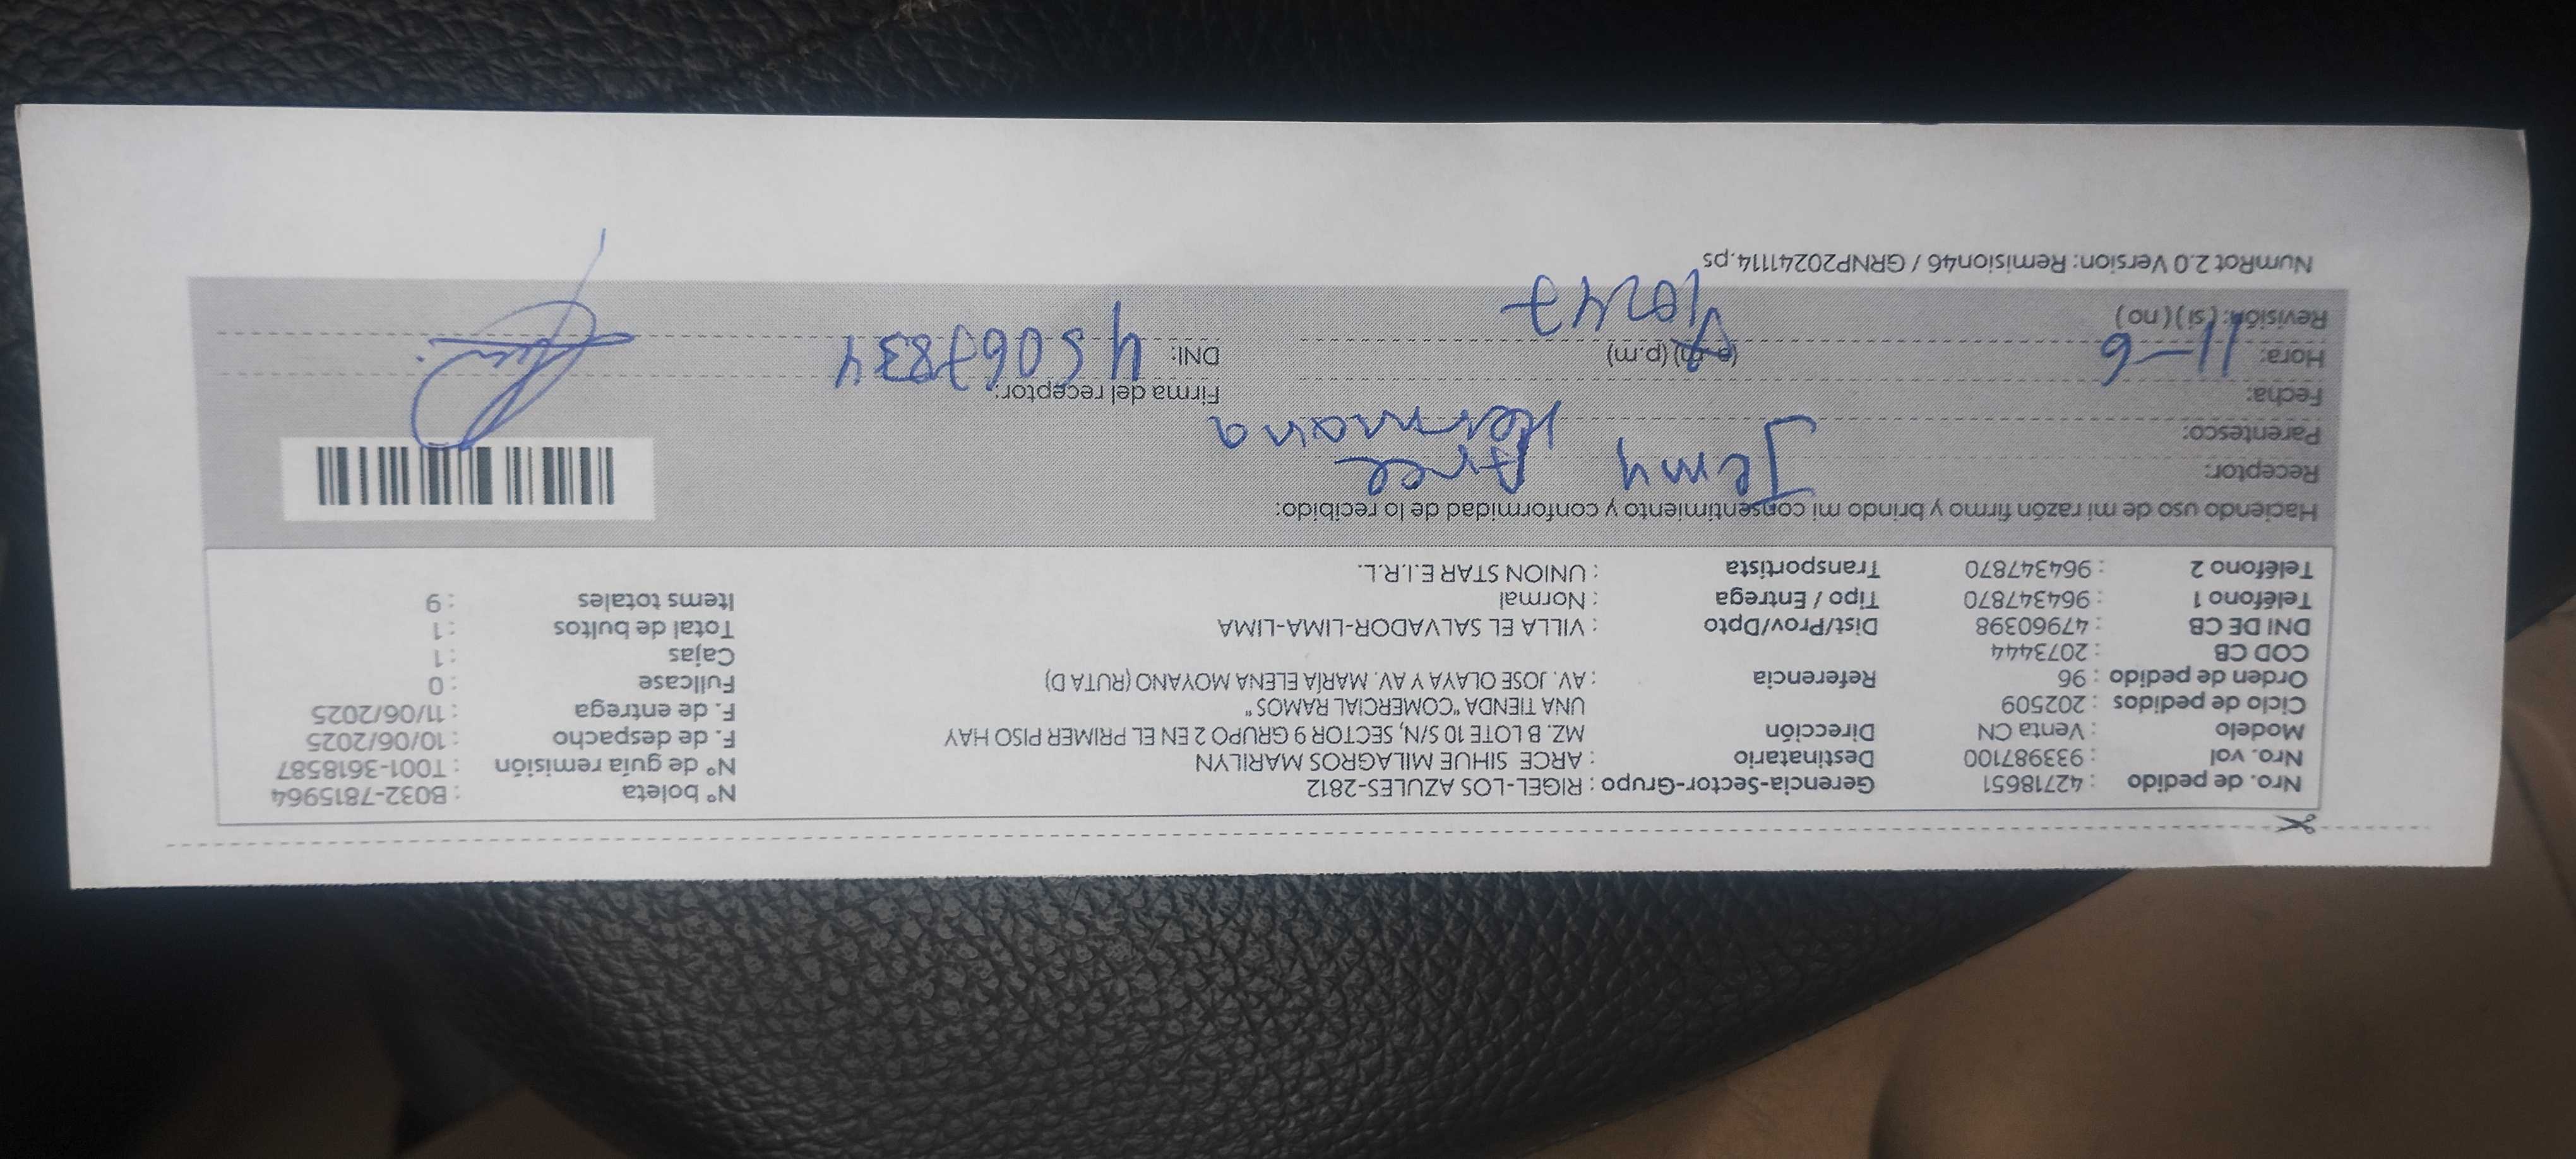 Nro. de pedido : 42718651 Gerencia-Sector-Grupo : RIGEL-LOS AZULES-2812 N° boleta : B032-7815964
Nro. vol : 933987100 Destinatario : ARCE SIHUE MILAGROS MARILYN N° de guía remisión : T001-3618587
Modelo : Venta CN Dirección MZ. B LOTE 10 S/N, SECTOR 9 GRUPO 2 EN EL PRIMER PISO HAY F. de despacho : 10/06/2025
Ciclo de pedidos : 202509 UNA TIENDA "COMERCIAL RAMOS" F. de entrega : 11/06/2025
Orden de pedido : 96 Referencia : AV. JOSE OLAYA Y AV. MARÍA ELENA MOYANO (RUTA D) Fullcase : 0
COD CB : 2073444 Cajas : 1
DNI DE CB : 47960398 Dist/Prov/Dpto : VILLA EL SALVADOR-LIMA-LIMA Total de bultos : 1
Teléfono 1 : 964347870 Tipo / Entrega : Normal Items totales : 9
Teléfono 2 : 964347870 Transportista : UNION STAR E.I.R.L.
Haciendo uso de mi razón firmo y brindo mi consentimiento y conformidad de lo recibido:
Receptor: Jemy Arce
Parentesco: Hermana
Fecha: Firma del receptor:
Hora: 11-6 (a.m) (p.m) DNI: 45067834
Revisión: (si) (no) 10247
NumRot 2.0 Version: Remision46 / GRNP20241114.ps